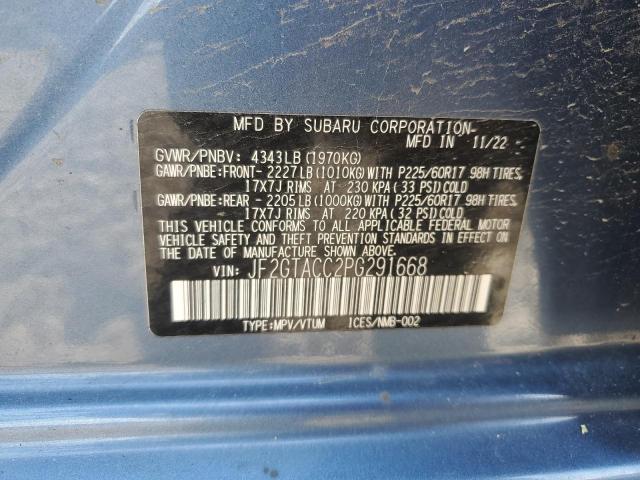 MFD BY SUBARU CORPORATION
MFD IN 11/22
GVWR/PNBV: 4343LB (1970KG)
GAWR/PNBE:FRONT- 2227LB (1010KG) WITH P225/60R17 98H TIRES,
17X7J RIMS AT 230 KPA ( 33 PSI) COLD
GAWR/PNBE:REAR - 2205LB (1000KG) WITH P225/60R17 98H TIRES,
17X7J RIMS AT 220 KPA ( 32 PSI) COLD
THIS VEHICLE CONFORMS TO ALL APPLICABLE FEDERAL MOTOR
VEHICLE SAFETY AND THEFT PREVENTION STANDARDS IN EFFECT ON
THE DATE OF MANUFACTURE SHOWN ABOVE.
VIN: JF2GTACC2PG291668
TYPE:MPV/VTUM ICES/NMB-002